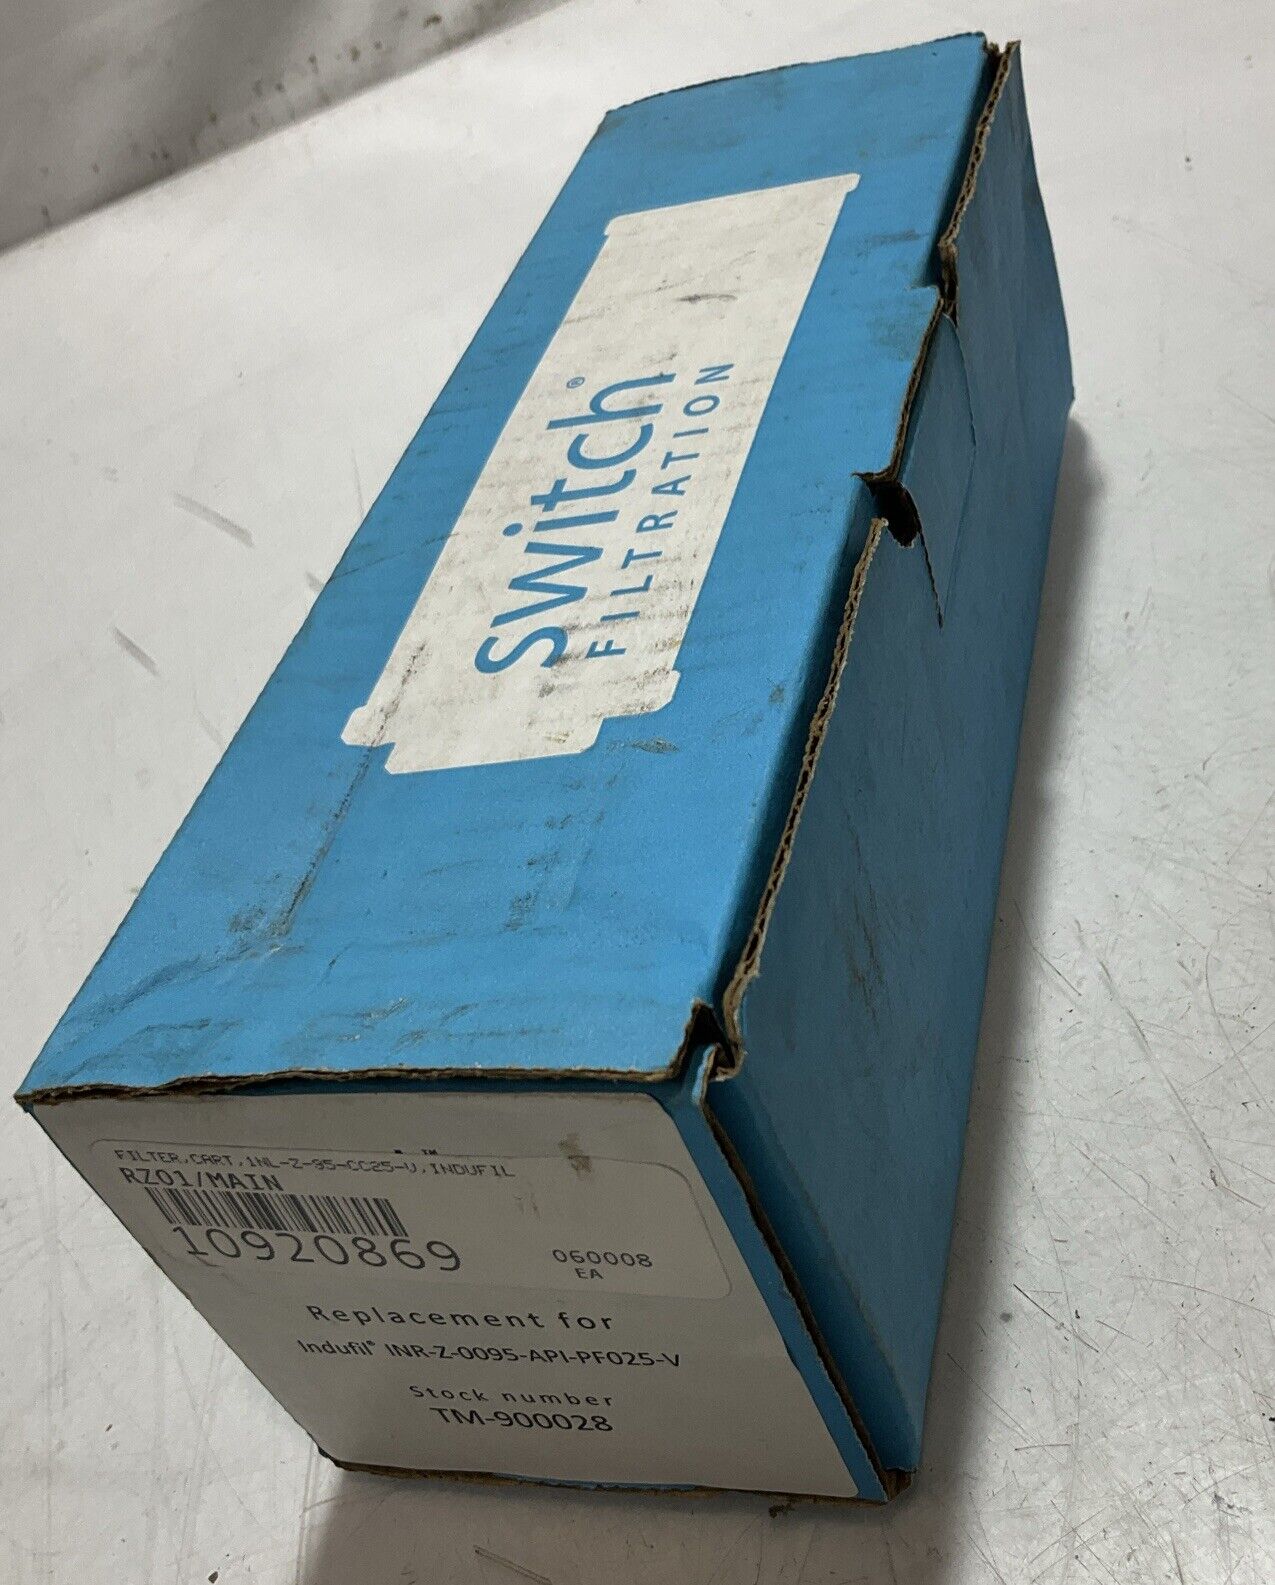 switch®
FILTRATION
FILTER,CART,1NL-Z-95-CC25-V,INDUFIL
RZ01/MAIN
10920869
060008
EA
Replacement for
Indufil® INR-Z-0095-API-PF025-V
Stock number
TM-900028